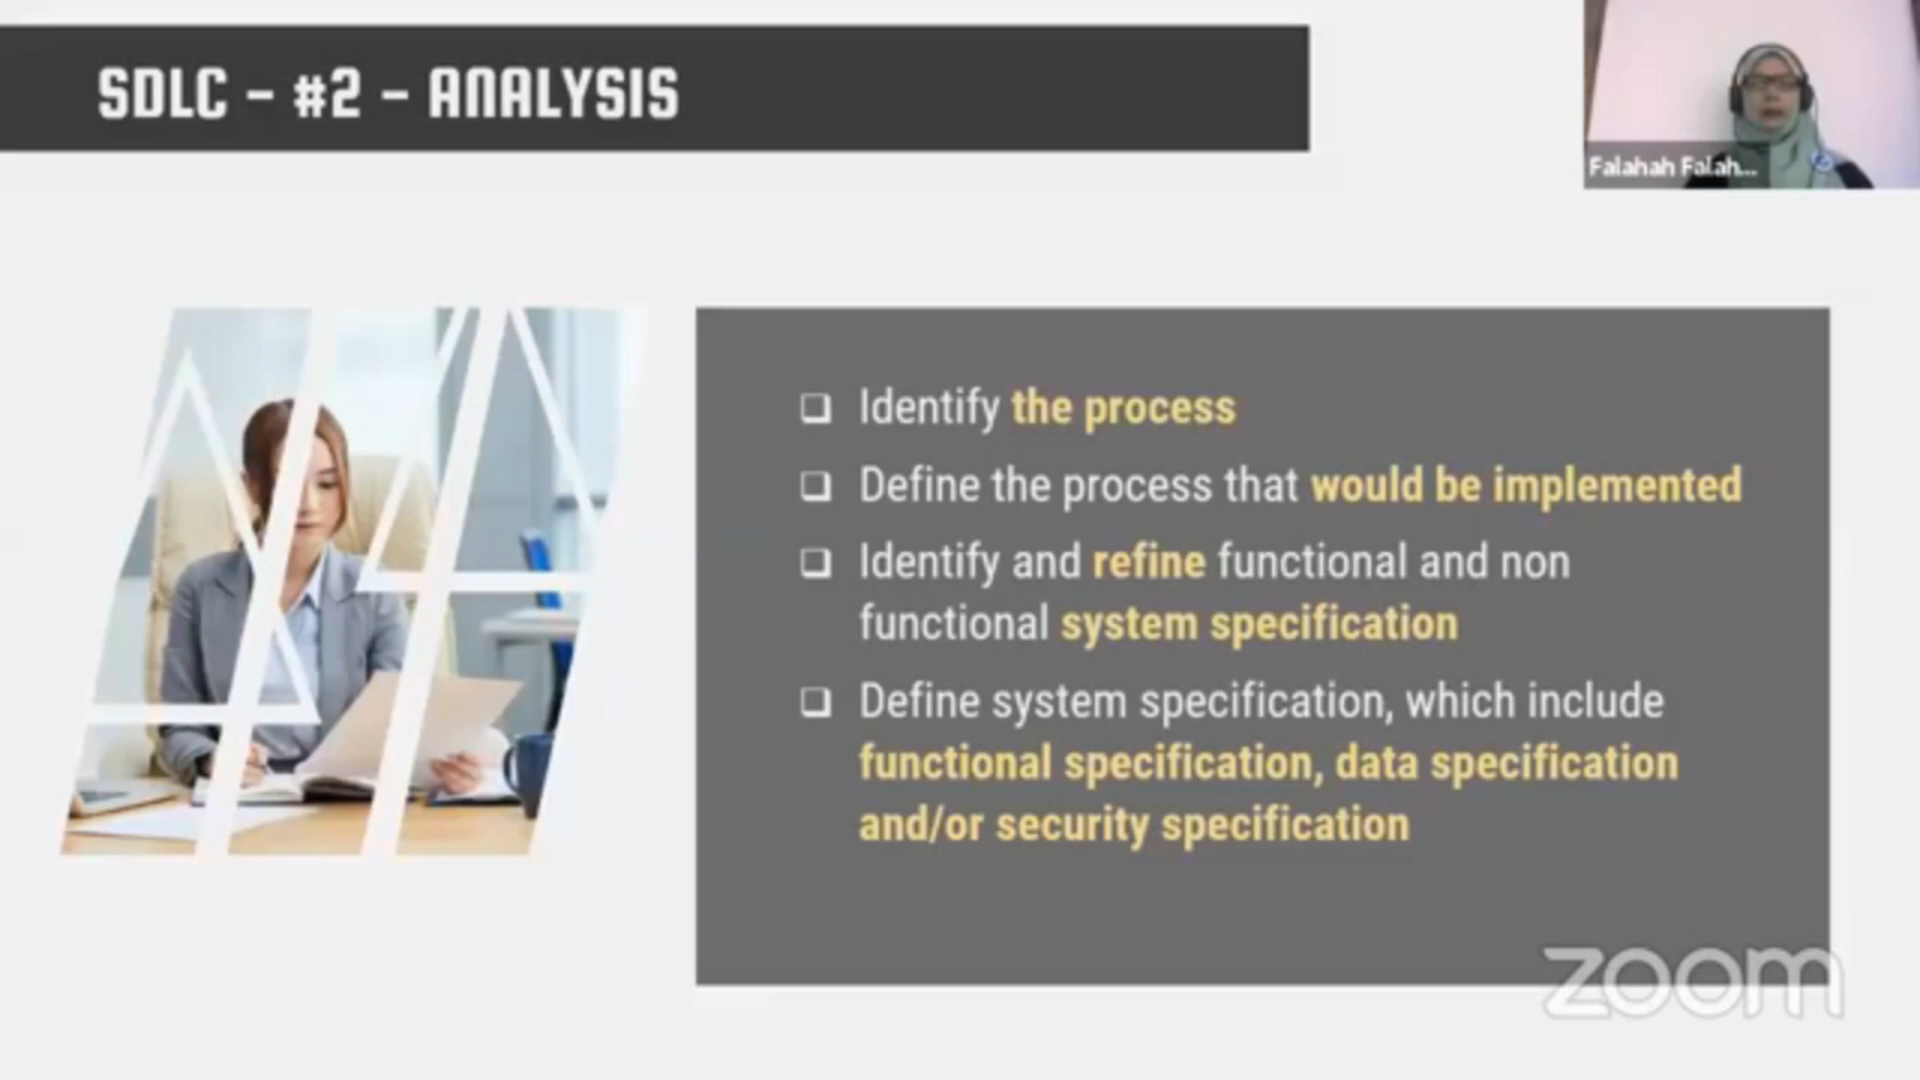 SDLC - #2 - ANALYSIS
Falahah Falah...
Identify the process
Define the process that would be implemented
Identify and refine functional and non
functional system specification
Define system specification, which include
functional specification, data specification
and/or security specification
zoom